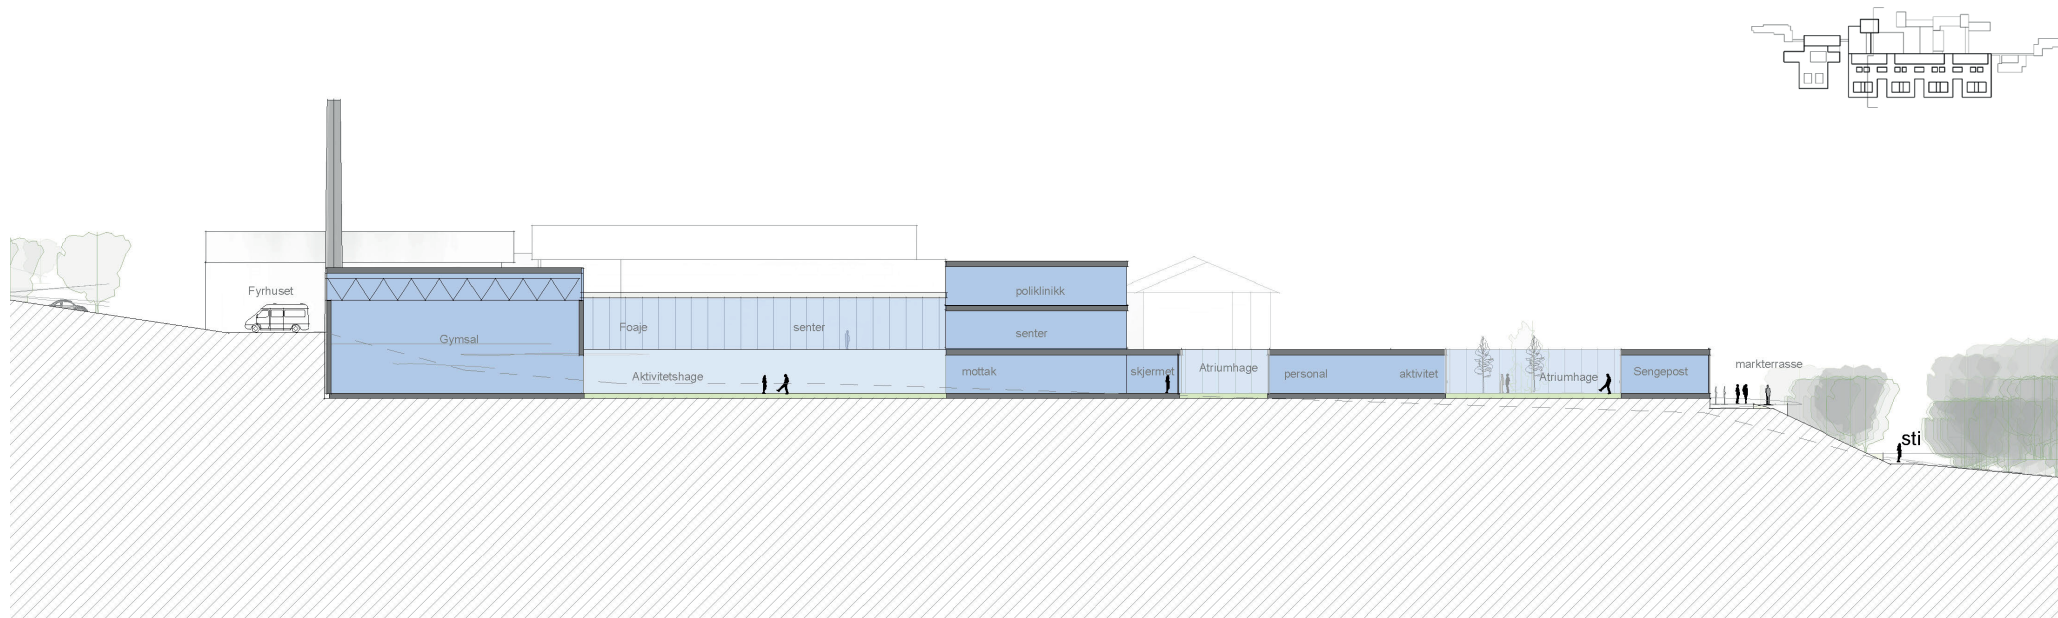 Fyrhuset
poliklinikk
Foaje
senter
senter
Gymsal
markterrasse
Atriumhage
mottak
skjermet
Sengepost
personal
aktivitet
Aktivitetshage
Atriumhage
sti